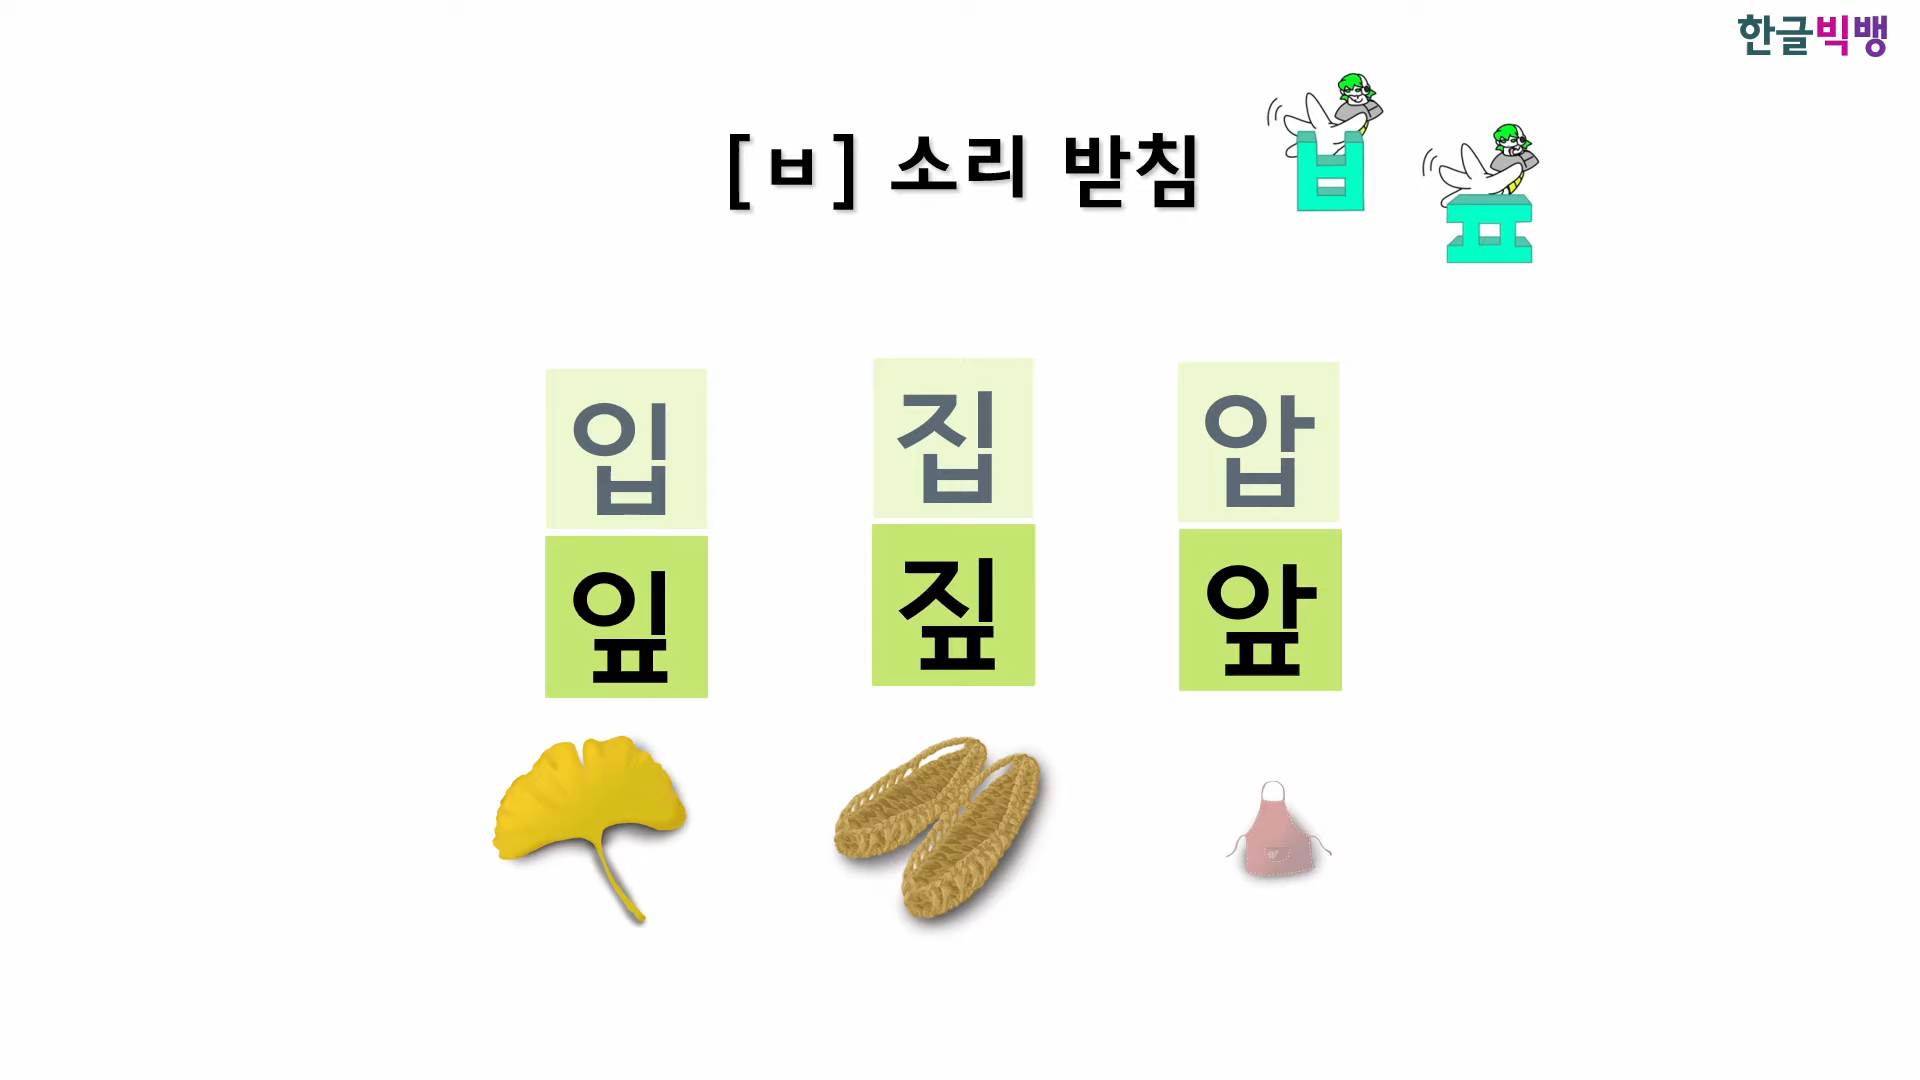 한글빅뱅
[ㅂ] 소리 받침
ㅂ
ㅍ
입 집 압
잎 짚 앞